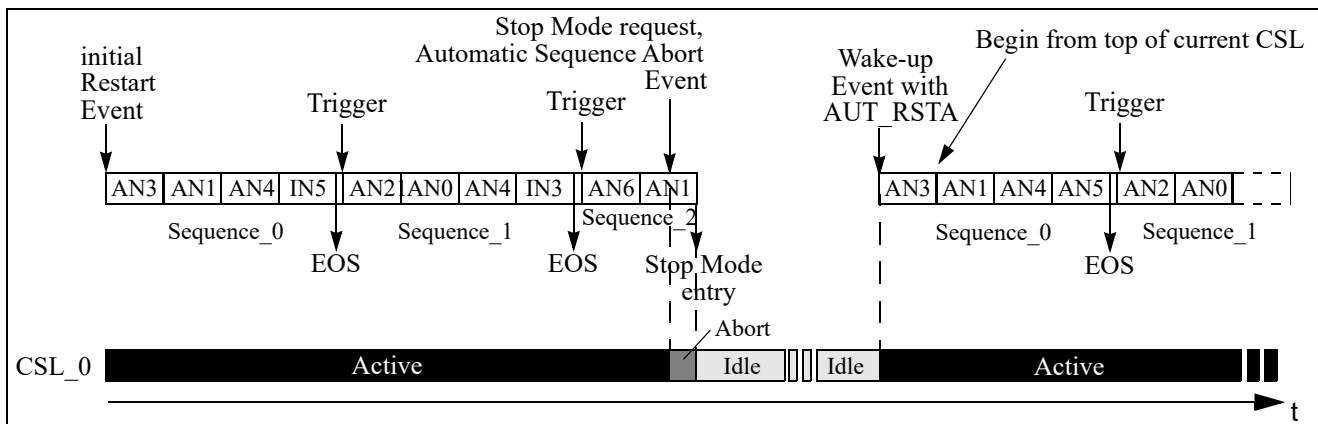 Stop Mode request,
Automatic Sequence Abort
Event
initial
Restart
Event
Trigger
Trigger
Wake-up
Event with
AUT_RSTA
Begin from top of current CSL
Trigger
AN3 AN1 AN4 IN5 AN21 AN0 AN4 IN3 AN6 AN1
AN3 AN1 AN4 AN5 AN2 AN0
Sequence_0
Sequence_1
Sequence_2
Sequence_0
Sequence_1
EOS
EOS
Stop Mode
entry
EOS
Abort
CSL_0
Active
Idle
Idle
Active
t